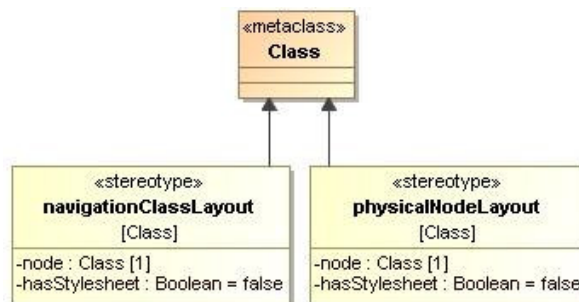 «metaclass»
Class
«stereotype»
navigationClassLayout
[Class]
-node : Class [1]
-hasStylesheet : Boolean = false
«stereotype»
physicalNodeLayout
[Class]
-node : Class [1]
-hasStylesheet : Boolean = false